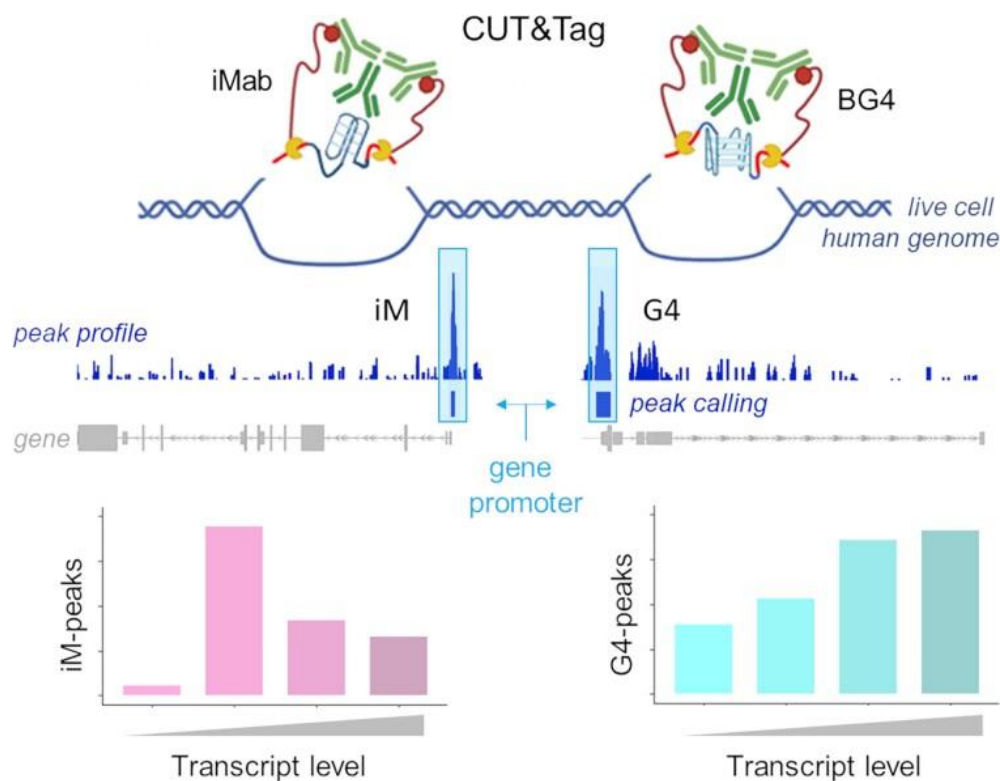 CUT&Tag
iMab
BG4
live cell
human genome
iM
G4
peak profile
peak calling
gene
gene
promoter
iM-peaks
Transcript level
G4-peaks
Transcript level